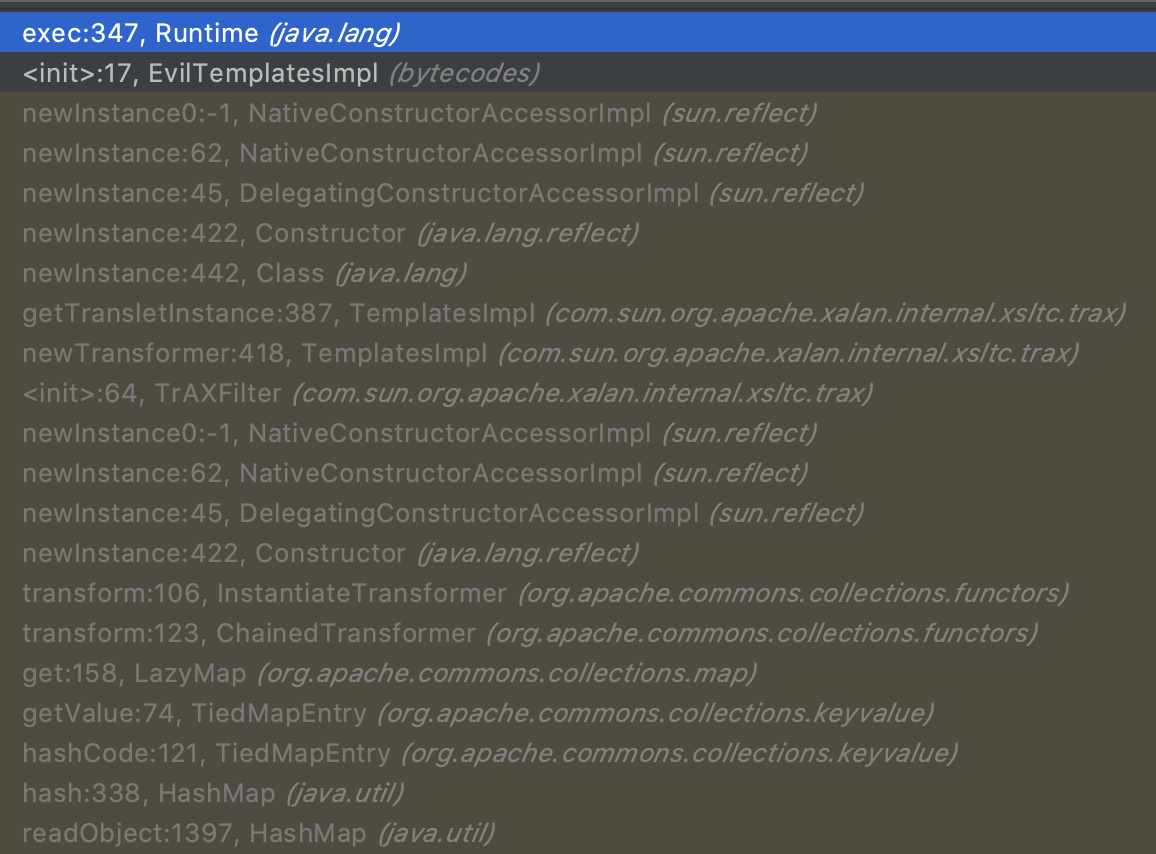 exec:347, Runtime (java.lang)
<init>:17, EvilTemplatesImpl (bytecodes)
newInstance0:-1, NativeConstructorAccessorImpl (sun.reflect)
newInstance:62, NativeConstructorAccessorImpl (sun.reflect)
newInstance:45, DelegatingConstructorAccessorImpl (sun.reflect)
newInstance:422, Constructor (java.lang.reflect)
newInstance:442, Class (java.lang)
getTransletInstance:387, TemplatesImpl (com.sun.org.apache.xalan.internal.xsltc.trax)
newTransformer:418, TemplatesImpl (com.sun.org.apache.xalan.internal.xsltc.trax)
<init>:64, TrAXFilter (com.sun.org.apache.xalan.internal.xsltc.trax)
newInstance0:-1, NativeConstructorAccessorImpl (sun.reflect)
newInstance:62, NativeConstructorAccessorImpl (sun.reflect)
newInstance:45, DelegatingConstructorAccessorImpl (sun.reflect)
newInstance:422, Constructor (java.lang.reflect)
transform:106, InstantiateTransformer (org.apache.commons.collections.functors)
transform:123, ChainedTransformer (org.apache.commons.collections.functors)
get:158, LazyMap (org.apache.commons.collections.map)
getValue:74, TiedMapEntry (org.apache.commons.collections.keyvalue)
hashCode:121, TiedMapEntry (org.apache.commons.collections.keyvalue)
hash:338, HashMap (java.util)
readObject:1397, HashMap (java.util)